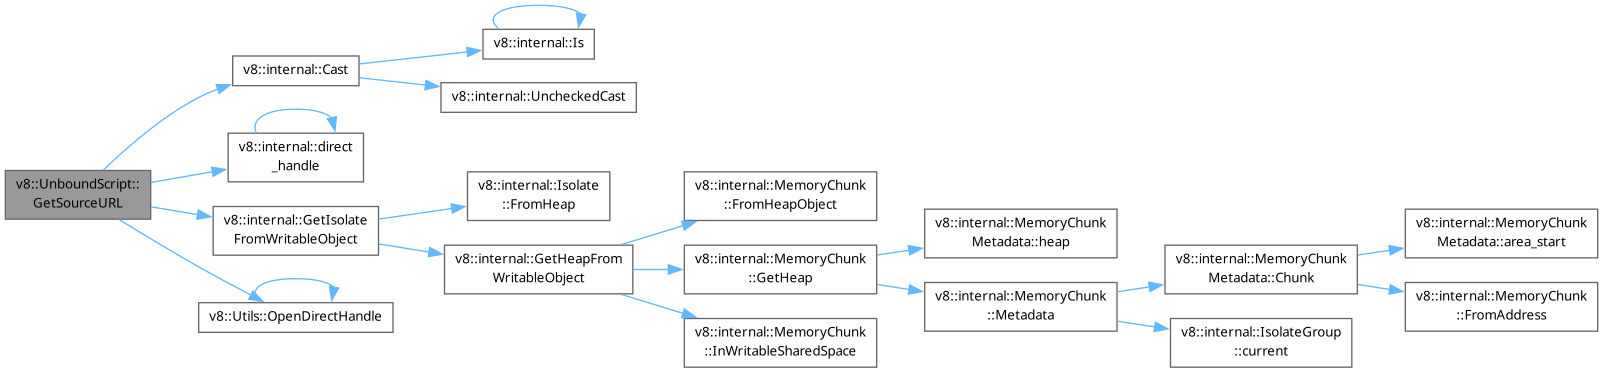 v8::internal::Is
v8::internal::Cast
v8::internal::UncheckedCast
v8::internal::direct
_handle
v8::UnboundScript::
GetSourceURL
v8::internal::Isolate
::FromHeap
v8::internal::MemoryChunk
::FromHeapObject
v8::internal::GetIsolate
FromWritableObject
v8::internal::MemoryChunk
Metadata::heap
v8::internal::MemoryChunk
Metadata::area_start
v8::internal::GetHeapFrom
WritableObject
v8::internal::MemoryChunk
::GetHeap
v8::internal::MemoryChunk
Metadata::Chunk
v8::internal::MemoryChunk
::Metadata
v8::internal::MemoryChunk
::FromAddress
v8::Utils::OpenDirectHandle
v8::internal::MemoryChunk
::InWritableSharedSpace
v8::internal::IsolateGroup
::current